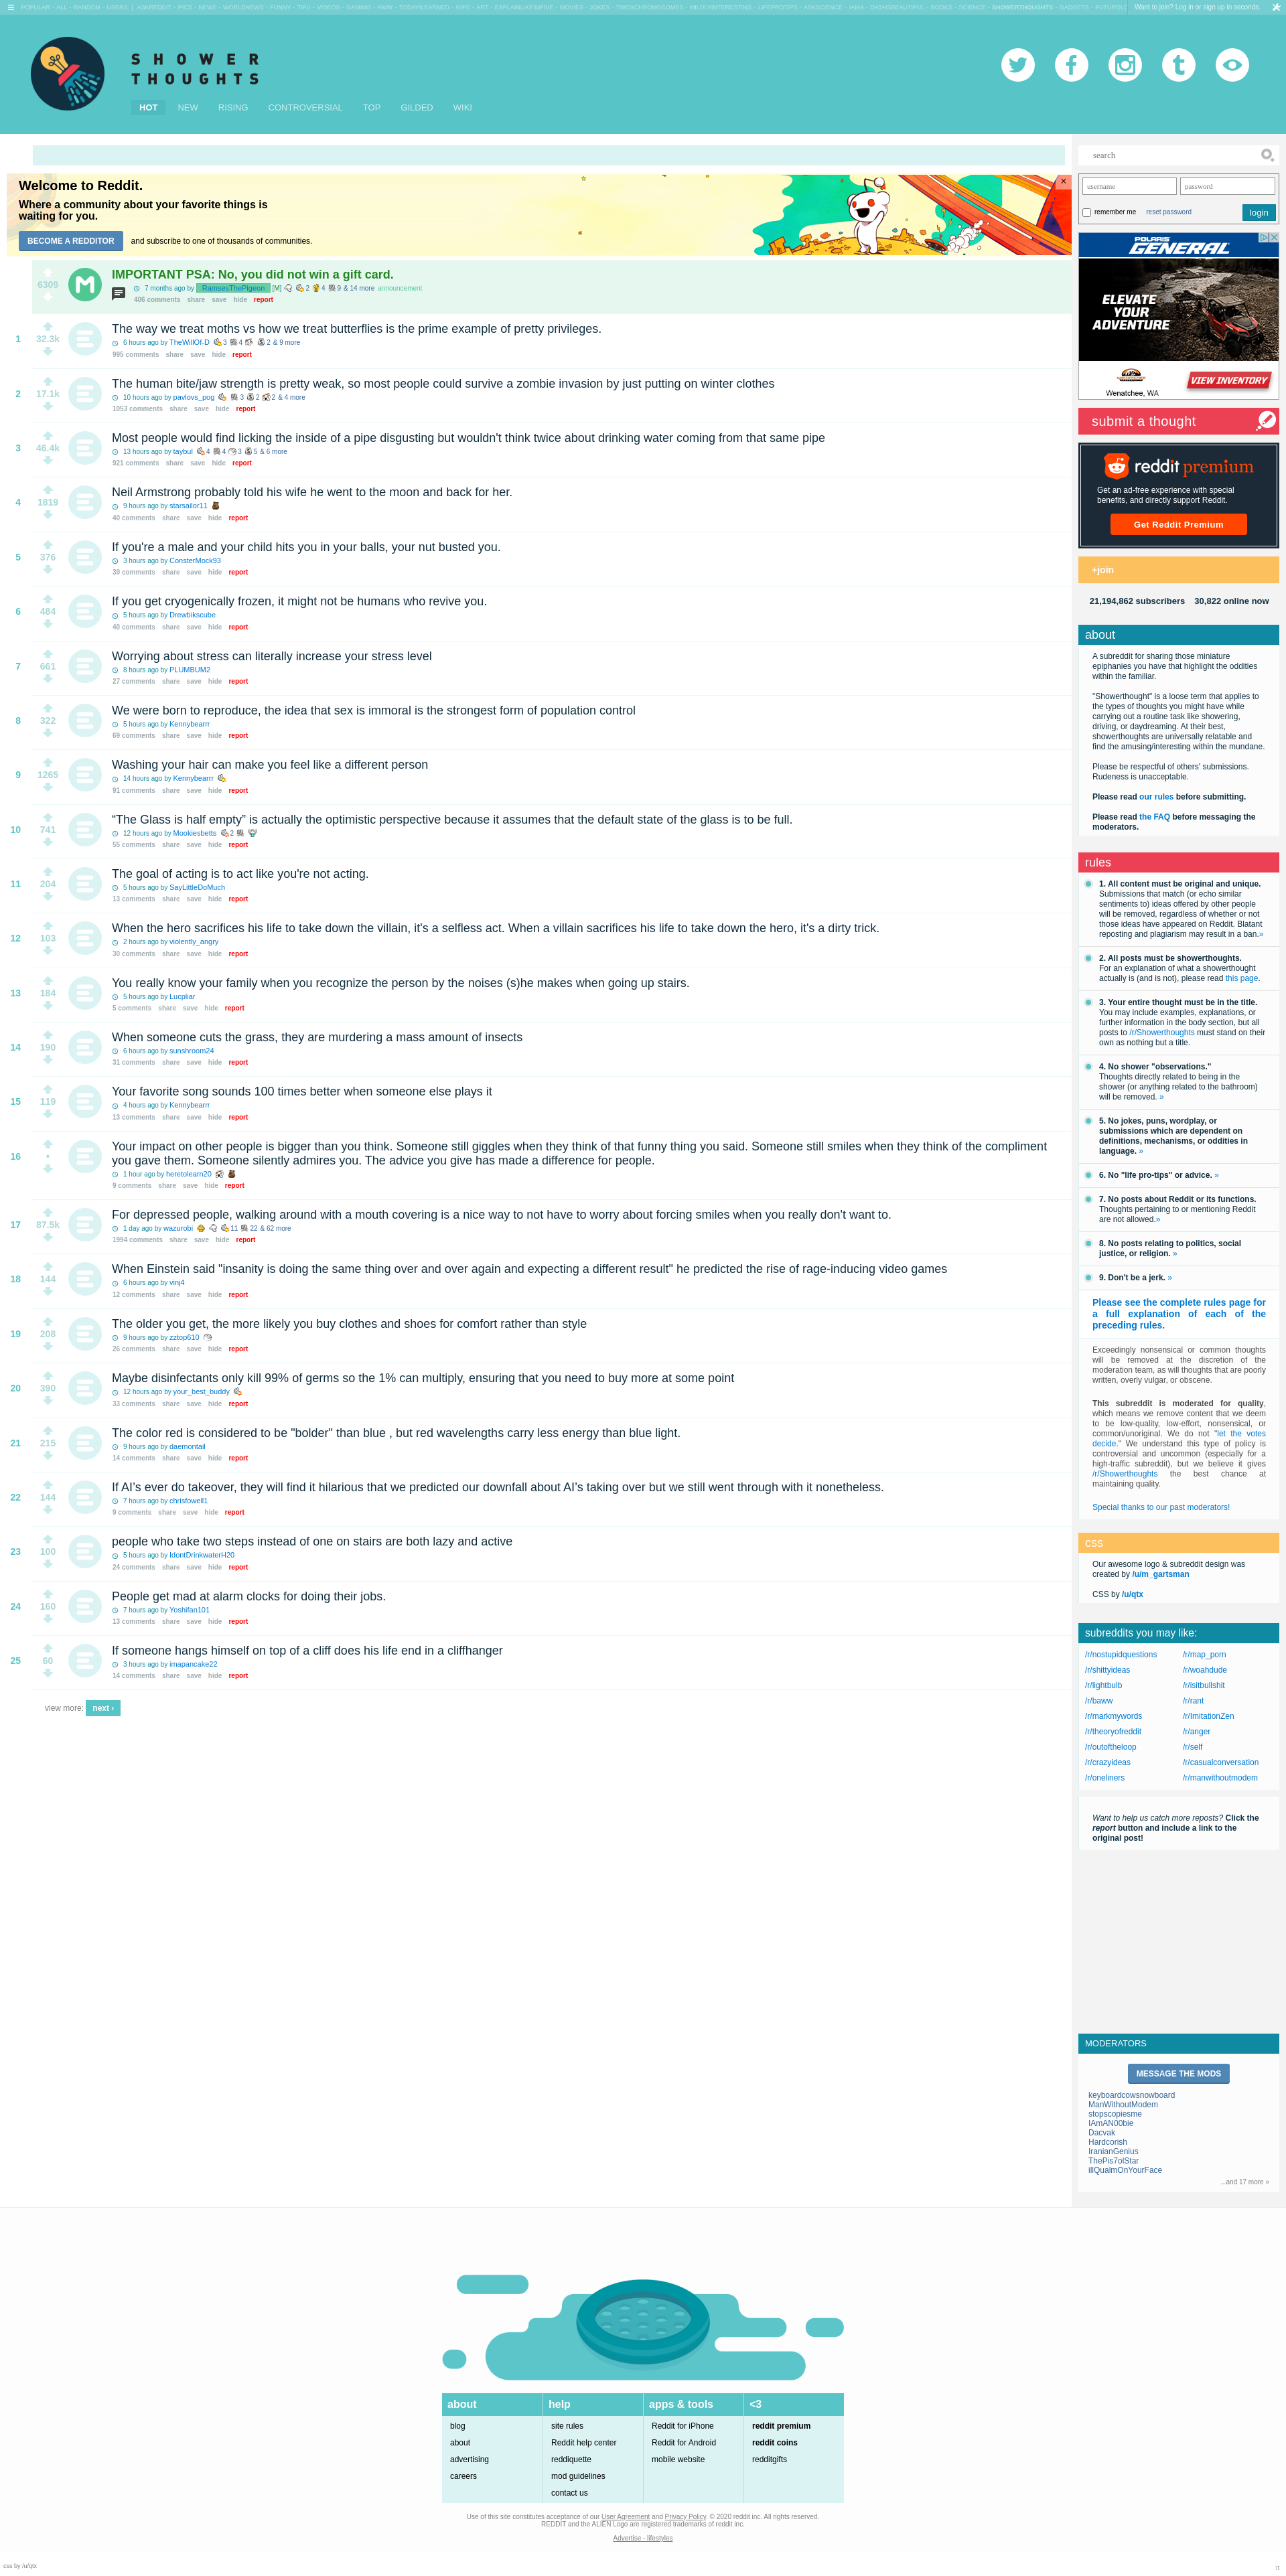 ≡ POPULAR - ALL - RANDOM - USERS | ASKREDDIT - PICS - NEWS - WORLDNEWS - FUNNY - TIFU - VIDEOS - GAMING - AWW - TODAYILEARNED - GIFS - ART - EXPLAINLIKEIMFIVE - MOVIES - JOKES - TWOXCHROMOSOMES - MILDLYINTERESTING - LIFEPROTIPS - ASKSCIENCE - IAMA - DATAISBEAUTIFUL - BOOKS - SCIENCE - SHOWERTHOUGHTS - GADGETS - FUTUROLO
Want to join? Log in or sign up in seconds.
SHOWER
THOUGHTS
HOT NEW RISING CONTROVERSIAL TOP GILDED WIKI
Welcome to Reddit.
Where a community about your favorite things is
waiting for you.
BECOME A REDDITOR and subscribe to one of thousands of communities.
6309
IMPORTANT PSA: No, you did not win a gift card.
7 months ago by RamsesThePigeon [M] 2 4 9 & 14 more announcement
406 comments share save hide report
1 32.3k
The way we treat moths vs how we treat butterflies is the prime example of pretty privileges.
6 hours ago by TheWillOf-D 3 4 2 & 9 more
995 comments share save hide report
2 17.1k
The human bite/jaw strength is pretty weak, so most people could survive a zombie invasion by just putting on winter clothes
10 hours ago by pavlovs_pog 3 2 2 & 4 more
1053 comments share save hide report
3 46.4k
Most people would find licking the inside of a pipe disgusting but wouldn't think twice about drinking water coming from that same pipe
13 hours ago by taybul 4 4 3 5 & 6 more
921 comments share save hide report
4 1819
Neil Armstrong probably told his wife he went to the moon and back for her.
9 hours ago by starsailor11
40 comments share save hide report
5 376
If you're a male and your child hits you in your balls, your nut busted you.
3 hours ago by ConsterMock93
39 comments share save hide report
6 484
If you get cryogenically frozen, it might not be humans who revive you.
5 hours ago by Drewbikscube
40 comments share save hide report
7 661
Worrying about stress can literally increase your stress level
8 hours ago by PLUMBUM2
27 comments share save hide report
8 322
We were born to reproduce, the idea that sex is immoral is the strongest form of population control
5 hours ago by Kennybearrr
69 comments share save hide report
9 1265
Washing your hair can make you feel like a different person
14 hours ago by Kennybearrr
91 comments share save hide report
10 741
“The Glass is half empty” is actually the optimistic perspective because it assumes that the default state of the glass is to be full.
12 hours ago by Mookiesbetts 2
55 comments share save hide report
11 204
The goal of acting is to act like you're not acting.
5 hours ago by SayLittleDoMuch
13 comments share save hide report
12 103
When the hero sacrifices his life to take down the villain, it's a selfless act. When a villain sacrifices his life to take down the hero, it's a dirty trick.
2 hours ago by violently_angry
30 comments share save hide report
13 184
You really know your family when you recognize the person by the noises (s)he makes when going up stairs.
5 hours ago by Lucpliar
5 comments share save hide report
14 190
When someone cuts the grass, they are murdering a mass amount of insects
6 hours ago by sunshroom24
31 comments share save hide report
15 119
Your favorite song sounds 100 times better when someone else plays it
4 hours ago by Kennybearrr
13 comments share save hide report
16 •
Your impact on other people is bigger than you think. Someone still giggles when they think of that funny thing you said. Someone still smiles when they think of the compliment
you gave them. Someone silently admires you. The advice you give has made a difference for people.
1 hour ago by heretolearn20
9 comments share save hide report
17 87.5k
For depressed people, walking around with a mouth covering is a nice way to not have to worry about forcing smiles when you really don't want to.
1 day ago by wazurobi 11 22 & 62 more
1994 comments share save hide report
18 144
When Einstein said "insanity is doing the same thing over and over again and expecting a different result" he predicted the rise of rage-inducing video games
6 hours ago by vinj4
12 comments share save hide report
19 208
The older you get, the more likely you buy clothes and shoes for comfort rather than style
9 hours ago by zztop610
26 comments share save hide report
20 390
Maybe disinfectants only kill 99% of germs so the 1% can multiply, ensuring that you need to buy more at some point
12 hours ago by your_best_buddy
33 comments share save hide report
21 215
The color red is considered to be "bolder" than blue , but red wavelengths carry less energy than blue light.
9 hours ago by daemontail
14 comments share save hide report
22 144
If AI's ever do takeover, they will find it hilarious that we predicted our downfall about AI's taking over but we still went through with it nonetheless.
7 hours ago by chrisfowell1
9 comments share save hide report
23 100
people who take two steps instead of one on stairs are both lazy and active
5 hours ago by IdontDrinkwaterH20
24 comments share save hide report
24 160
People get mad at alarm clocks for doing their jobs.
7 hours ago by Yoshifan101
13 comments share save hide report
25 60
If someone hangs himself on top of a cliff does his life end in a cliffhanger
3 hours ago by imapancake22
14 comments share save hide report
view more: next ›
search
username password
remember me reset password login
POLARIS
GENERAL
ELEVATE
YOUR
ADVENTURE
Wenatchee, WA
VIEW INVENTORY
submit a thought
reddit premium
Get an ad-free experience with special
benefits, and directly support Reddit.
Get Reddit Premium
+join
21,194,862 subscribers 30,822 online now
about
A subreddit for sharing those miniature
epiphanies you have that highlight the oddities
within the familiar.
"Showerthought" is a loose term that applies to
the types of thoughts you might have while
carrying out a routine task like showering,
driving, or daydreaming. At their best,
showerthoughts are universally relatable and
find the amusing/interesting within the mundane.
Please be respectful of others' submissions.
Rudeness is unacceptable.
Please read our rules before submitting.
Please read the FAQ before messaging the
moderators.
rules
1. All content must be original and unique.
Submissions that match (or echo similar
sentiments to) ideas offered by other people
will be removed, regardless of whether or not
those ideas have appeared on Reddit. Blatant
reposting and plagiarism may result in a ban.»
2. All posts must be showerthoughts.
For an explanation of what a showerthought
actually is (and is not), please read this page.
3. Your entire thought must be in the title.
You may include examples, explanations, or
further information in the body section, but all
posts to /r/Showerthoughts must stand on their
own as nothing but a title.
4. No shower "observations."
Thoughts directly related to being in the
shower (or anything related to the bathroom)
will be removed. »
5. No jokes, puns, wordplay, or
submissions which are dependent on
definitions, mechanisms, or oddities in
language. »
6. No "life pro-tips" or advice. »
7. No posts about Reddit or its functions.
Thoughts pertaining to or mentioning Reddit
are not allowed.»
8. No posts relating to politics, social
justice, or religion. »
9. Don't be a jerk. »
Please see the complete rules page for
a full explanation of each of the
preceding rules.
Exceedingly nonsensical or common thoughts
will be removed at the discretion of the
moderation team, as will thoughts that are poorly
written, overly vulgar, or obscene.
This subreddit is moderated for quality,
which means we remove content that we deem
to be low-quality, low-effort, nonsensical, or
common/unoriginal. We do not "let the votes
decide." We understand this type of policy is
controversial and uncommon (especially for a
high-traffic subreddit), but we believe it gives
/r/Showerthoughts the best chance at
maintaining quality.
Special thanks to our past moderators!
css
Our awesome logo & subreddit design was
created by /u/m_gartsman
CSS by /u/qtx
subreddits you may like:
/r/nostupidquestions /r/map_porn
/r/shittyideas /r/woahdude
/r/lightbulb /r/isitbullshit
/r/baww /r/rant
/r/markmywords /r/ImitationZen
/r/theoryofreddit /r/anger
/r/outoftheloop /r/self
/r/crazyideas /r/casualconversation
/r/oneliners /r/manwithoutmodem
Want to help us catch more reposts? Click the
report button and include a link to the
original post!
MODERATORS
MESSAGE THE MODS
keyboardcowsnowboard
ManWithoutModem
stopscopiesme
IAmAN00bie
Dacvak
Hardcorish
IranianGenius
ThePis7olStar
illQualmOnYourFace
...and 17 more »
about help apps & tools <3
blog site rules Reddit for iPhone reddit premium
about Reddit help center Reddit for Android reddit coins
advertising reddiquette mobile website redditgifts
careers mod guidelines
contact us
Use of this site constitutes acceptance of our User Agreement and Privacy Policy. © 2020 reddit inc. All rights reserved.
REDDIT and the ALIEN Logo are registered trademarks of reddit inc.
Advertise - lifestyles
css by /u/qtx
π